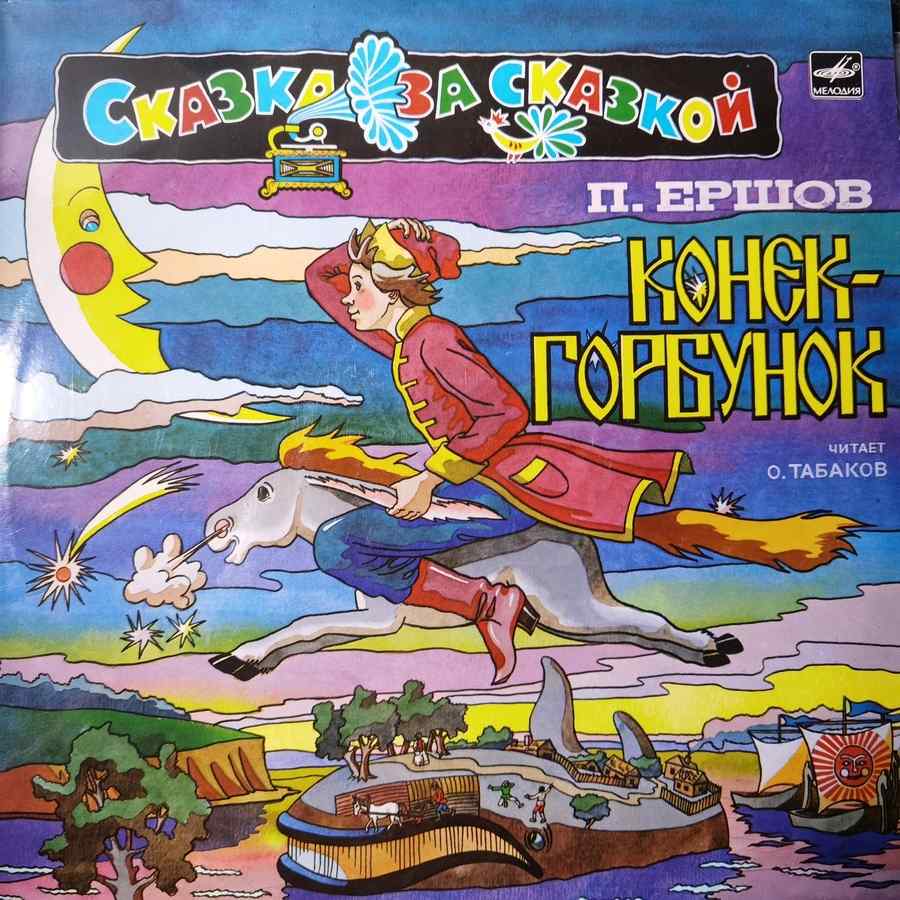 Сказка за сказкой
МЕЛОДИЯ
П. ЕРШОВ
КОНЕК-
ГОРБУНОК
ЧИТАЕТ
О. ТАБАКОВ